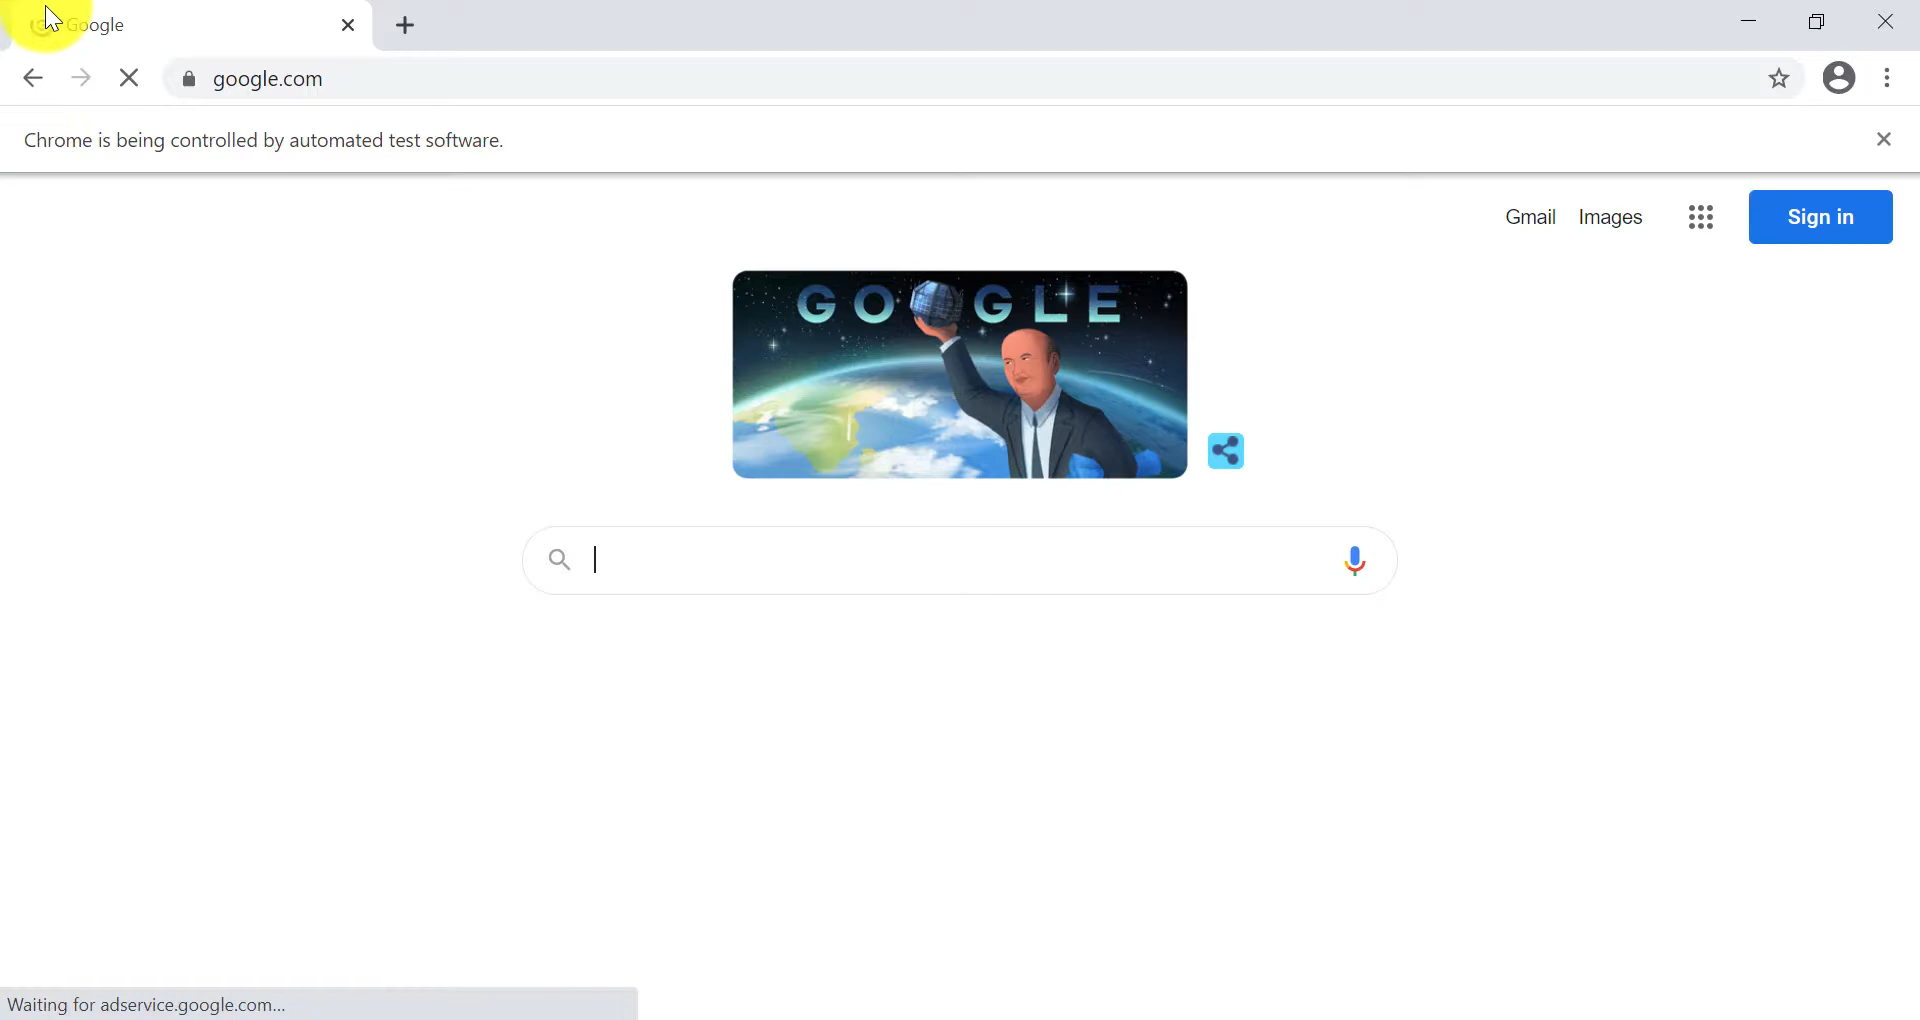 Google
google.com
Chrome is being controlled by automated test software.
Gmail Images Sign in
GOOGLE
Waiting for adservice.google.com...